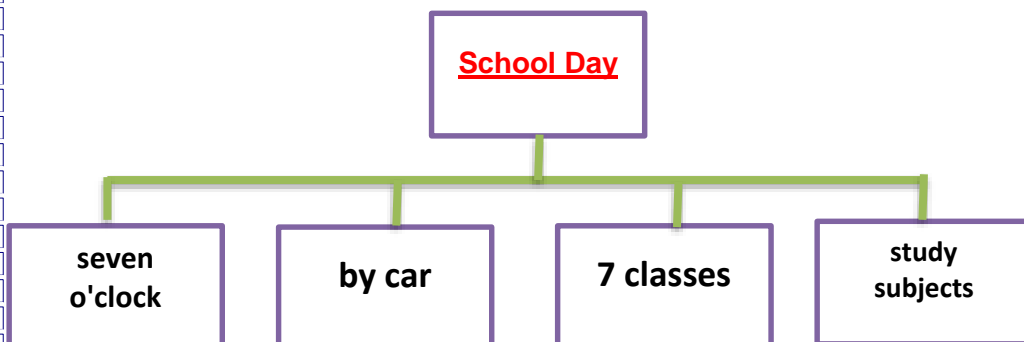 School Day
seven
o'clock
by car
7 classes
study
subjects